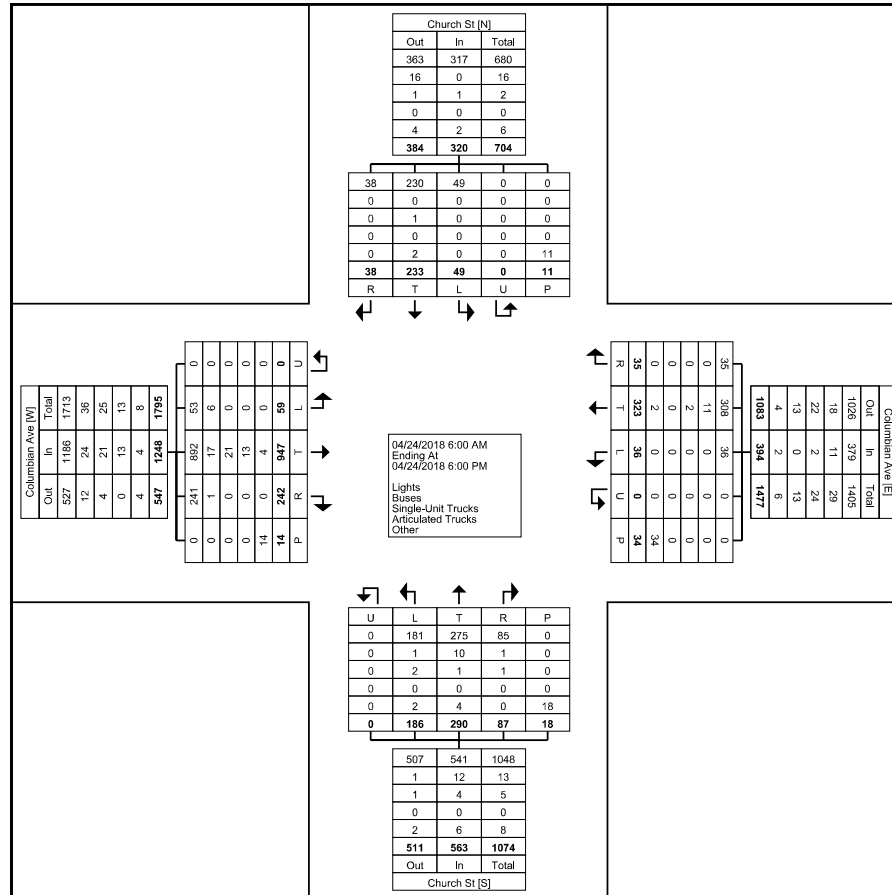 Church St [N]
Out In Total
363 317 680
16 0 16
1 1 2
0 0 0
4 2 6
384 320 704
38 230 49 0 0
0 0 0 0 0
0 1 0 0 0
0 0 0 0 0
0 2 0 0 11
38 233 49 0 11
R T L U P
Columbian Ave [W]
Total In Out
1713 1186 527
36 24 12
25 21 4
13 13 0
8 4 4
1795 1248 547
0 53 892 241 0
0 6 17 1 0
0 0 21 0 0
0 0 13 0 0
0 0 4 0 14
0 59 947 242 14
U L T R P
04/24/2018 6:00 AM
Ending At
04/24/2018 6:00 PM
Lights
Buses
Single-Unit Trucks
Articulated Trucks
Other
R T L U P
35 323 36 0 34
0 2 0 0 34
0 0 0 0 0
0 2 0 0 0
0 11 0 0 0
35 308 36 0 0
1083 394 1477
4 2 6
13 0 13
22 2 24
18 11 29
1026 379 1405
Out In Total
Columbian Ave [E]
U L T R P
0 181 275 85 0
0 1 10 1 0
0 2 1 1 0
0 0 0 0 0
0 2 4 0 18
0 186 290 87 18
507 541 1048
1 12 13
1 4 5
0 0 0
2 6 8
511 563 1074
Out In Total
Church St [S]